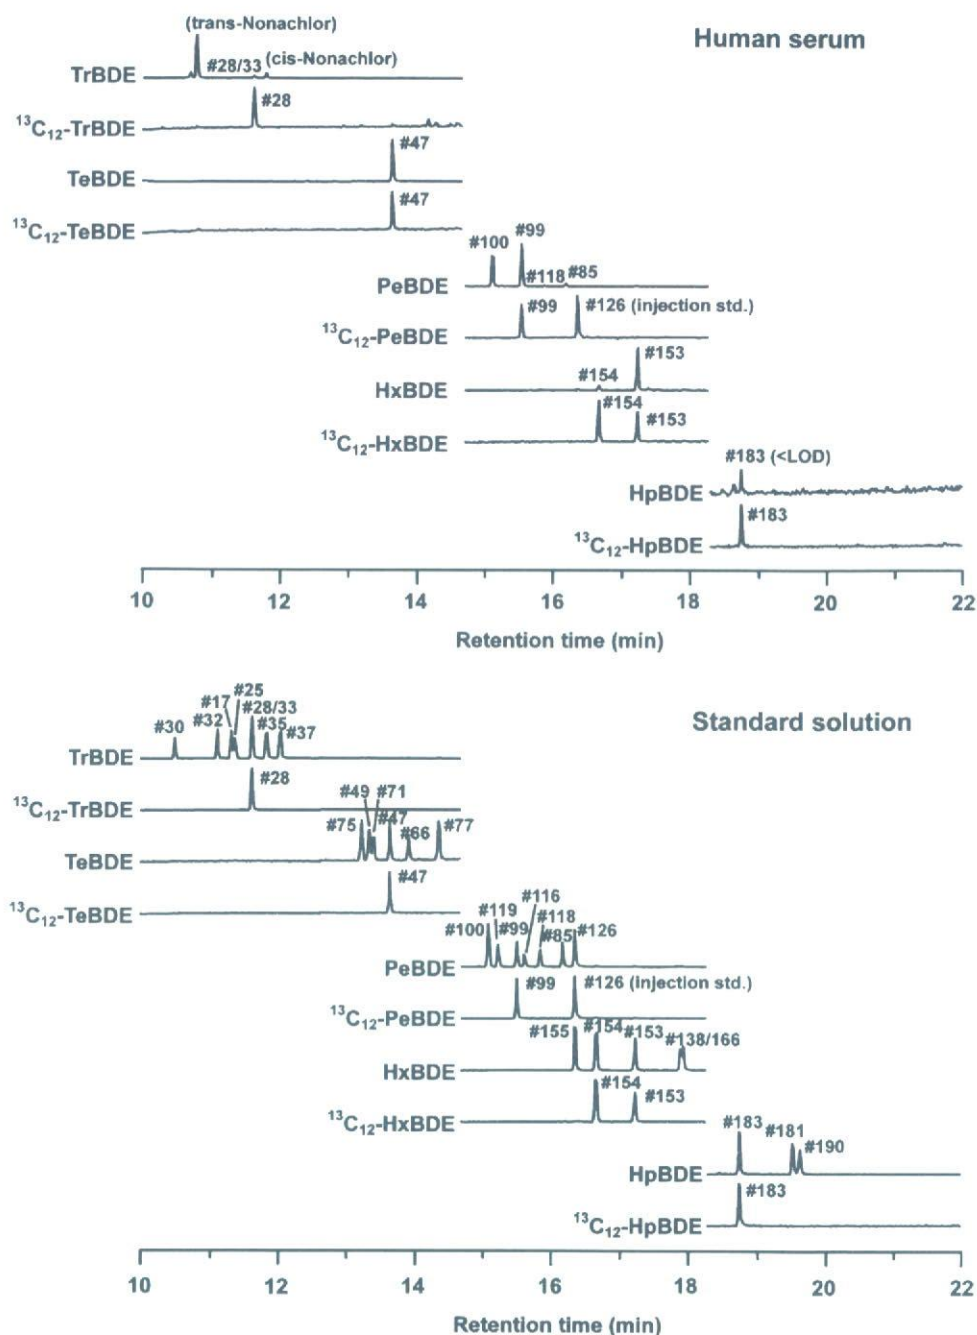 Human serum
(trans-Nonachlor)
#28/33 (cis-Nonachlor)
TrBDE
#28
¹³C₁₂-TrBDE
#47
TeBDE
#47
¹³C₁₂-TeBDE
#99
#100
#118 #85
PeBDE
#99 #126 (injection std.)
¹³C₁₂-PeBDE
#153
#154
HxBDE
#154
#153
¹³C₁₂-HxBDE
#183 (<LOD)
HpBDE
#183
¹³C₁₂-HpBDE
10 12 14 16 18 20 22
Retention time (min)
Standard solution
#25
#17
#28/33
#30 #32 #35 #37
TrBDE
#28
¹³C₁₂-TrBDE
#49 #71
#75 #47 #66 #77
TeBDE
#47
¹³C₁₂-TeBDE
#116
#119 #118
#100 #99 #85 #126
PeBDE
#99 #126 (injection std.)
¹³C₁₂-PeBDE
#155 #154 #153 #138/166
HxBDE
#154
#153
¹³C₁₂-HxBDE
#183 #181
#190
HpBDE
#183
¹³C₁₂-HpBDE
10 12 14 16 18 20 22
Retention time (min)